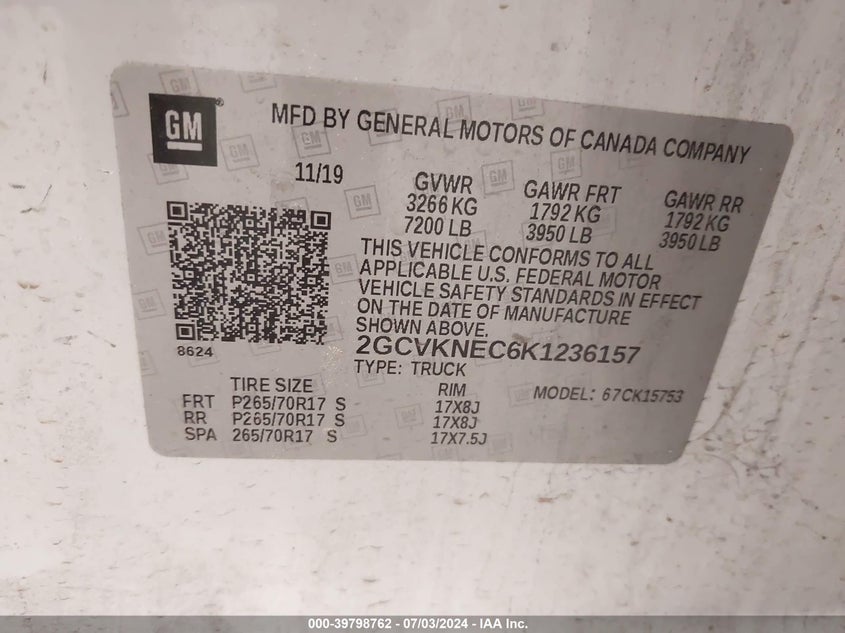 GM
MFD BY GENERAL MOTORS OF CANADA COMPANY
11/19
GVWR
3266 KG
7200 LB
GAWR FRT
1792 KG
3950 LB
GAWR RR
1792 KG
3950 LB
THIS VEHICLE CONFORMS TO ALL
APPLICABLE U.S. FEDERAL MOTOR
VEHICLE SAFETY STANDARDS IN EFFECT
ON THE DATE OF MANUFACTURE
SHOWN ABOVE.
8624
2GCVKNEC6K1236157
TYPE: TRUCK
TIRE SIZE RIM MODEL: 67CK15753
FRT P265/70R17 S 17X8J
RR P265/70R17 S 17X8J
SPA 265/70R17 S 17X7.5J
000-39798762 / 07/03/2024 - IAA Inc.